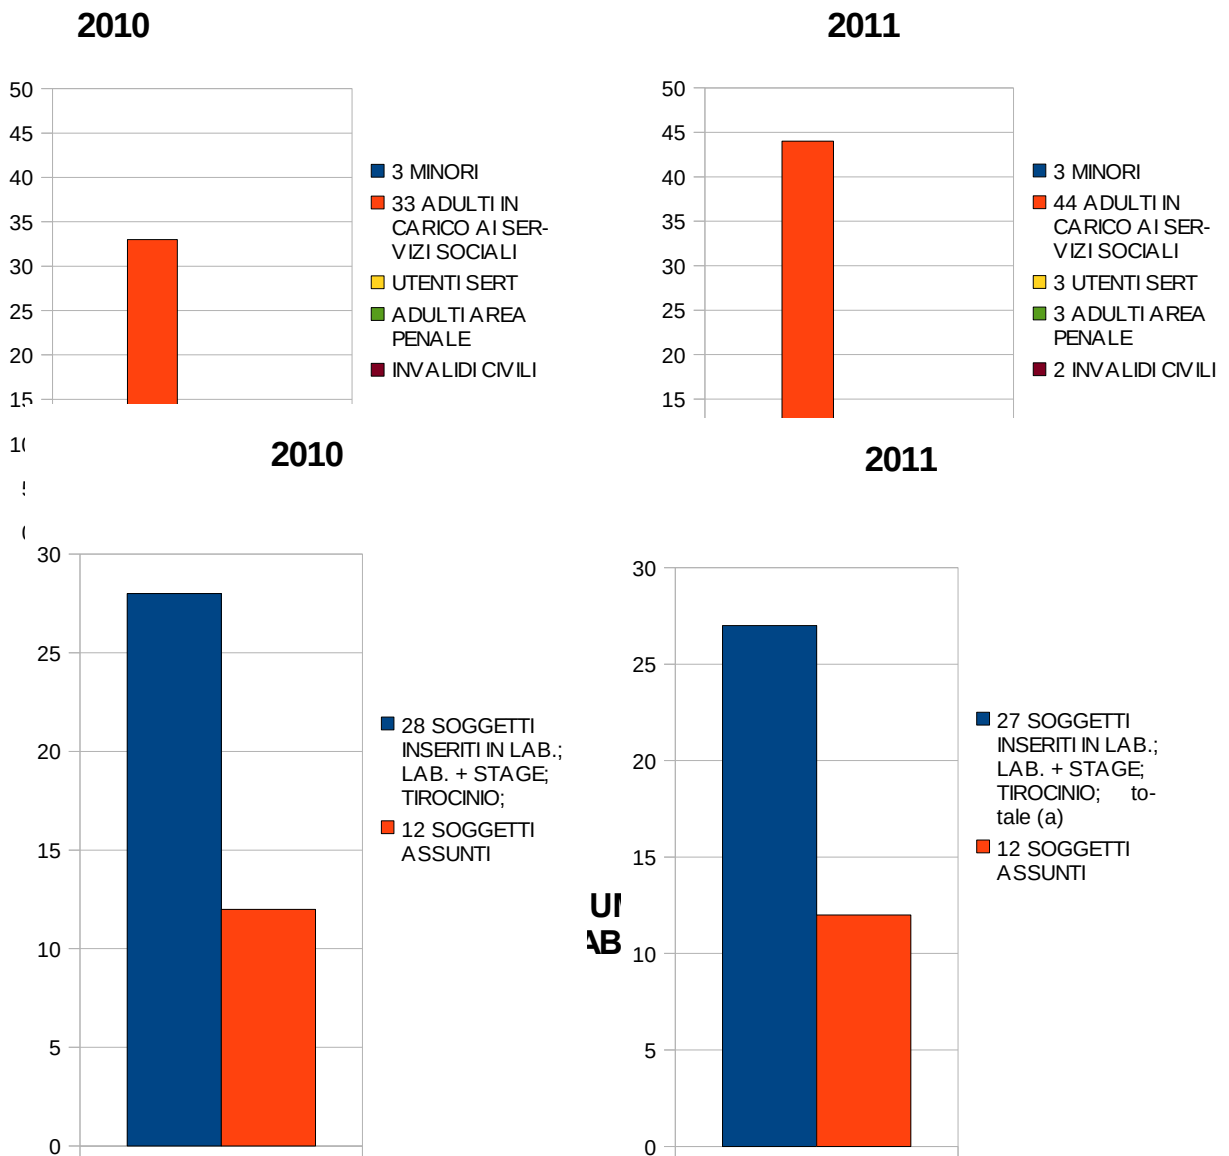 2010
50
45
40
35
30
25
20
15
3 MINORI
33 ADULTI IN
CARICO AI SER-
VIZI SOCIALI
UTENTI SERT
ADULTI AREA
PENALE
INVALIDI CIVILI
2011
50
45
40
35
30
25
20
15
3 MINORI
44 ADULTI IN
CARICO AI SER-
VIZI SOCIALI
3 UTENTI SERT
3 ADULTI AREA
PENALE
2 INVALIDI CIVILI
2010
30
25
20
15
10
5
0
28 SOGGETTI
INSERITI IN LAB.;
LAB. + STAGE;
TIROCINIO;
12 SOGGETTI
ASSUNTI
2011
30
25
20
15
10
5
0
27 SOGGETTI
INSERITI IN LAB.;
LAB. + STAGE;
TIROCINIO; to-
tale (a)
12 SOGGETTI
ASSUNTI